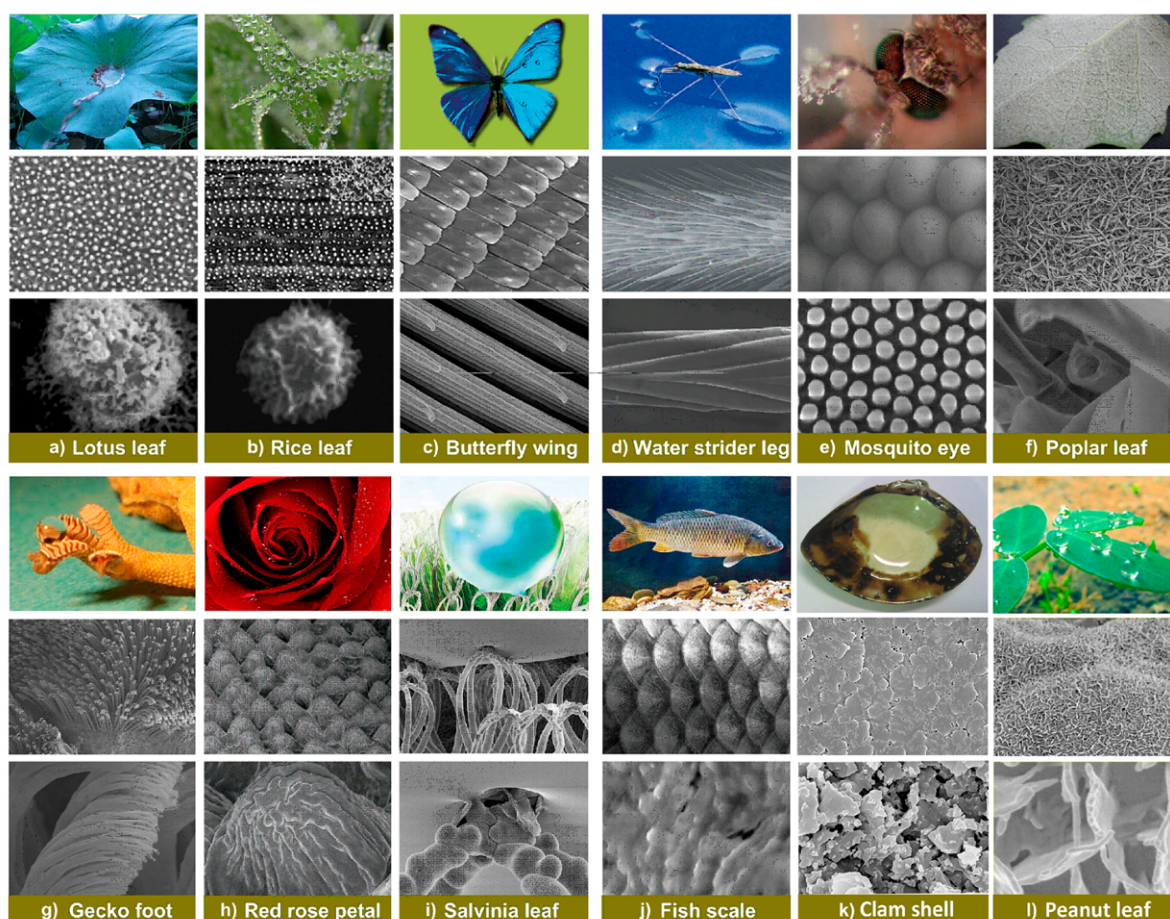 a) Lotus leaf
b) Rice leaf
c) Butterfly wing
d) Water strider leg
e) Mosquito eye
f) Poplar leaf
g) Gecko foot
h) Red rose petal
i) Salvinia leaf
j) Fish scale
k) Clam shell
l) Peanut leaf